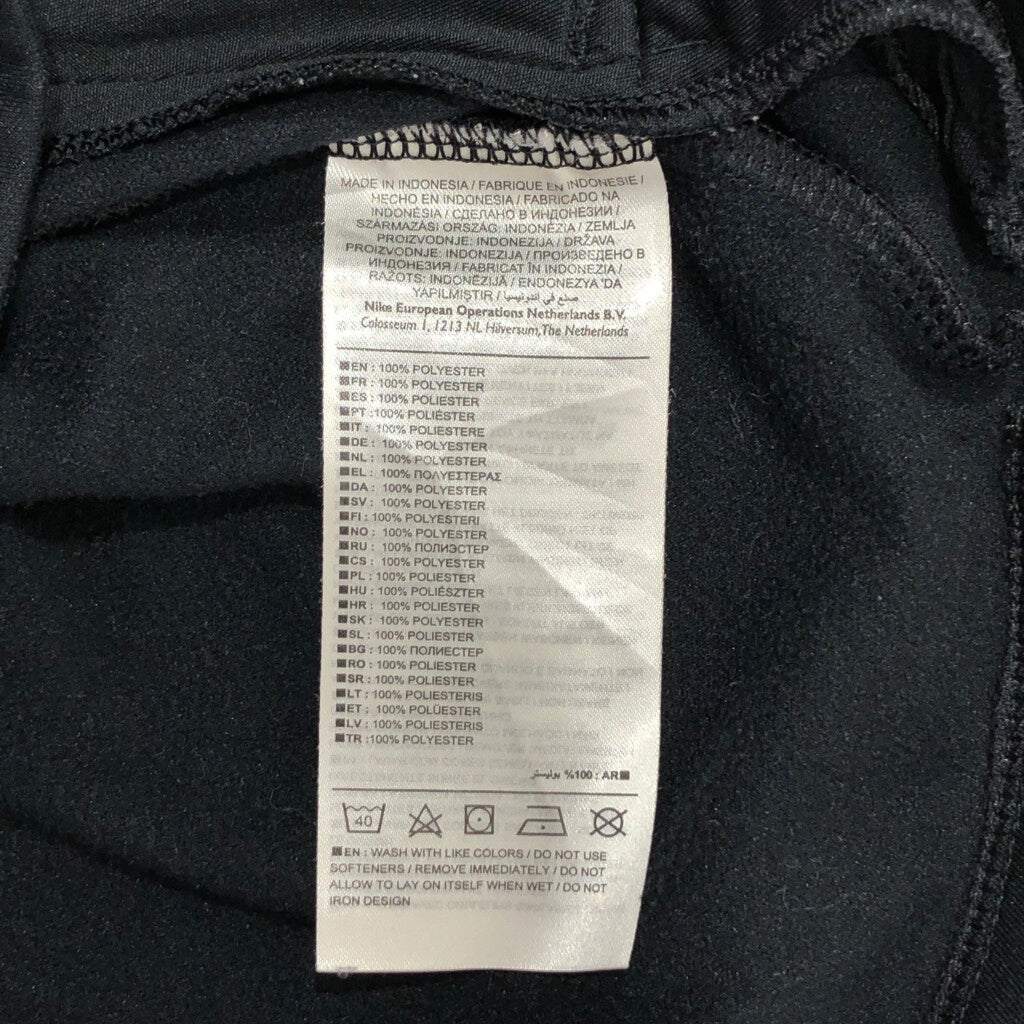 MADE IN INDONESIA / FABRIQUE EN INDONESIE /
HECHO EN INDONESIA / FABRICADO NA
INDONÉSIA / СДЕЛАНО В ИНДОНЕЗИИ /
SZÁRMAZÁSI ORSZÁG: INDONÉZIA / ZEMLJA
PROIZVODNJE: INDONEZIJA / DRŽAVA
PROIZVODNJE: INDONEZIJA / ПРОИЗВЕДЕНО В
ИНДОНЕЗИЯ / FABRICAT ÎN INDONEZIA /
RAŽOTS: INDONĒZIJĀ / ENDONEZYA 'DA
YAPILMIŞTIR / صنع في اندونيسيا
Nike European Operations Netherlands B.V.
Colosseum 1, 1213 NL Hilversum, The Netherlands
EN : 100% POLYESTER
FR : 100% POLYESTER
ES : 100% POLIESTER
PT :100% POLIÉSTER
IT : 100% POLIESTERE
DE : 100% POLYESTER
NL : 100% POLYESTER
EL : 100% ΠΟΛΥΕΣΤΕΡΑΣ
DA : 100% POLYESTER
SV : 100% POLYESTER
FI : 100% POLYESTERI
NO : 100% POLYESTER
RU : 100% ПОЛИЭСТЕР
CS : 100% POLYESTER
PL : 100% POLIESTER
HU : 100% POLIÉSZTER
HR : 100% POLIESTER
SK : 100% POLYESTER
SL : 100% POLIESTER
BG : 100% ПОЛИЕСТЕР
RO : 100% POLIESTER
SR : 100% POLIESTER
LT : 100% POLIESTERIS
ET : 100% POLÜESTER
LV : 100% POLIESTERIS
TR :100% POLYESTER
AR : 100% بوليستر
40
EN : WASH WITH LIKE COLORS / DO NOT USE
SOFTENERS / REMOVE IMMEDIATELY / DO NOT
ALLOW TO LAY ON ITSELF WHEN WET / DO NOT
IRON DESIGN